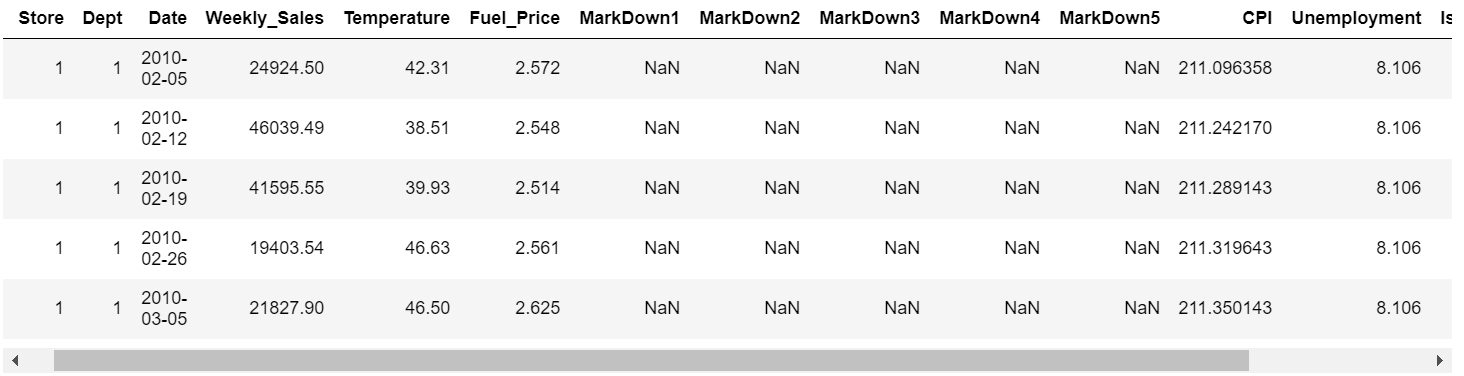 Store Dept Date Weekly_Sales Temperature Fuel_Price MarkDown1 MarkDown2 MarkDown3 MarkDown4 MarkDown5 CPI Unemployment Is
1 1 2010-02-05 24924.50 42.31 2.572 NaN NaN NaN NaN NaN 211.096358 8.106
1 1 2010-02-12 46039.49 38.51 2.548 NaN NaN NaN NaN NaN 211.242170 8.106
1 1 2010-02-19 41595.55 39.93 2.514 NaN NaN NaN NaN NaN 211.289143 8.106
1 1 2010-02-26 19403.54 46.63 2.561 NaN NaN NaN NaN NaN 211.319643 8.106
1 1 2010-03-05 21827.90 46.50 2.625 NaN NaN NaN NaN NaN 211.350143 8.106